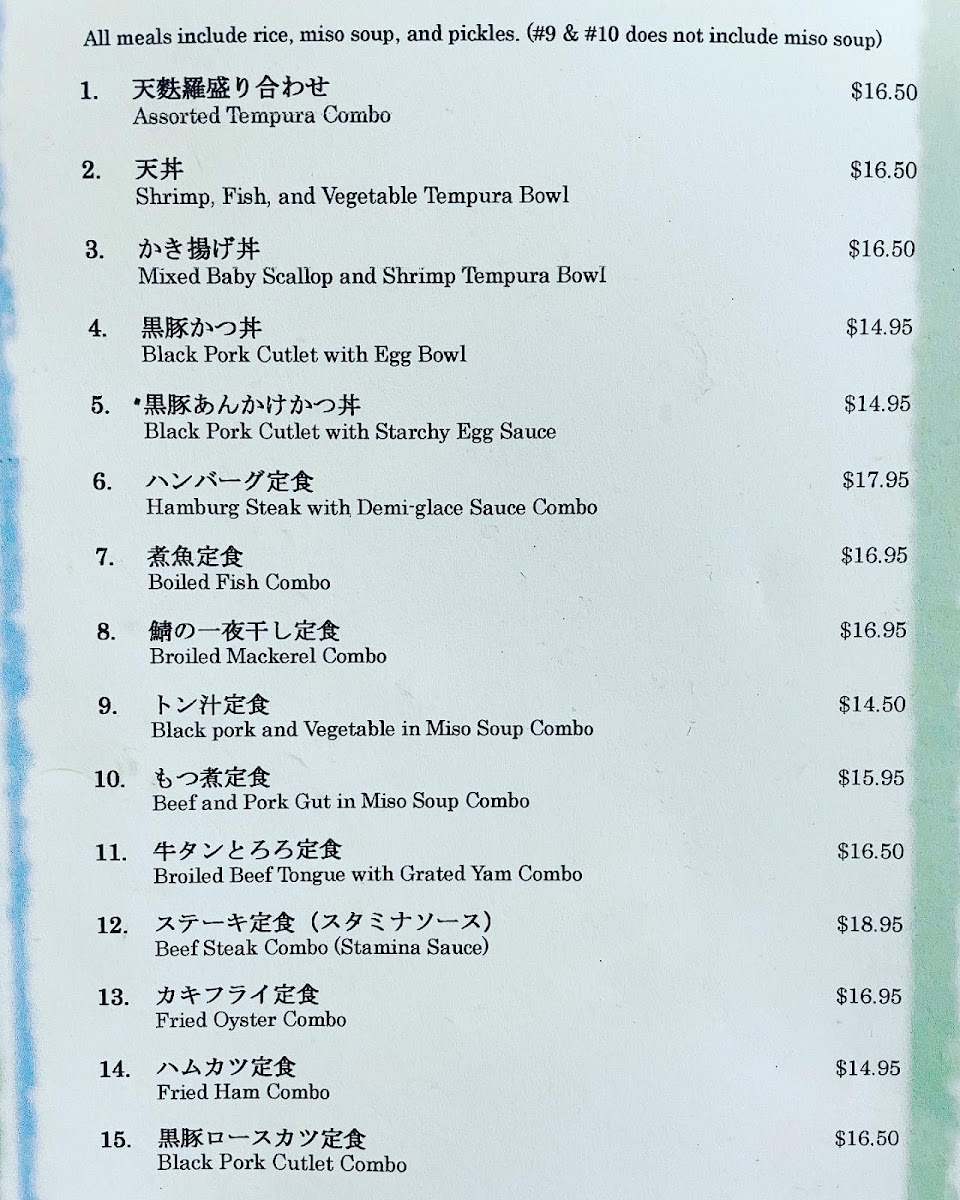 All meals include rice, miso soup, and pickles. (#9 & #10 does not include miso soup)
1. 天麩羅盛り合わせ $16.50
Assorted Tempura Combo
2. 天丼 $16.50
Shrimp, Fish, and Vegetable Tempura Bowl
3. かき揚げ丼 $16.50
Mixed Baby Scallop and Shrimp Tempura Bowl
4. 黒豚かつ丼 $14.95
Black Pork Cutlet with Egg Bowl
5. 黒豚あんかけかつ丼 $14.95
Black Pork Cutlet with Starchy Egg Sauce
6. ハンバーグ定食 $17.95
Hamburg Steak with Demi-glace Sauce Combo
7. 煮魚定食 $16.95
Boiled Fish Combo
8. 鯖の一夜干し定食 $16.95
Broiled Mackerel Combo
9. トン汁定食 $14.50
Black pork and Vegetable in Miso Soup Combo
10. もつ煮定食 $15.95
Beef and Pork Gut in Miso Soup Combo
11. 牛タンとろろ定食 $16.50
Broiled Beef Tongue with Grated Yam Combo
12. ステーキ定食（スタミナソース） $18.95
Beef Steak Combo (Stamina Sauce)
13. カキフライ定食 $16.95
Fried Oyster Combo
14. ハムカツ定食 $14.95
Fried Ham Combo
15. 黒豚ロースカツ定食 $16.50
Black Pork Cutlet Combo